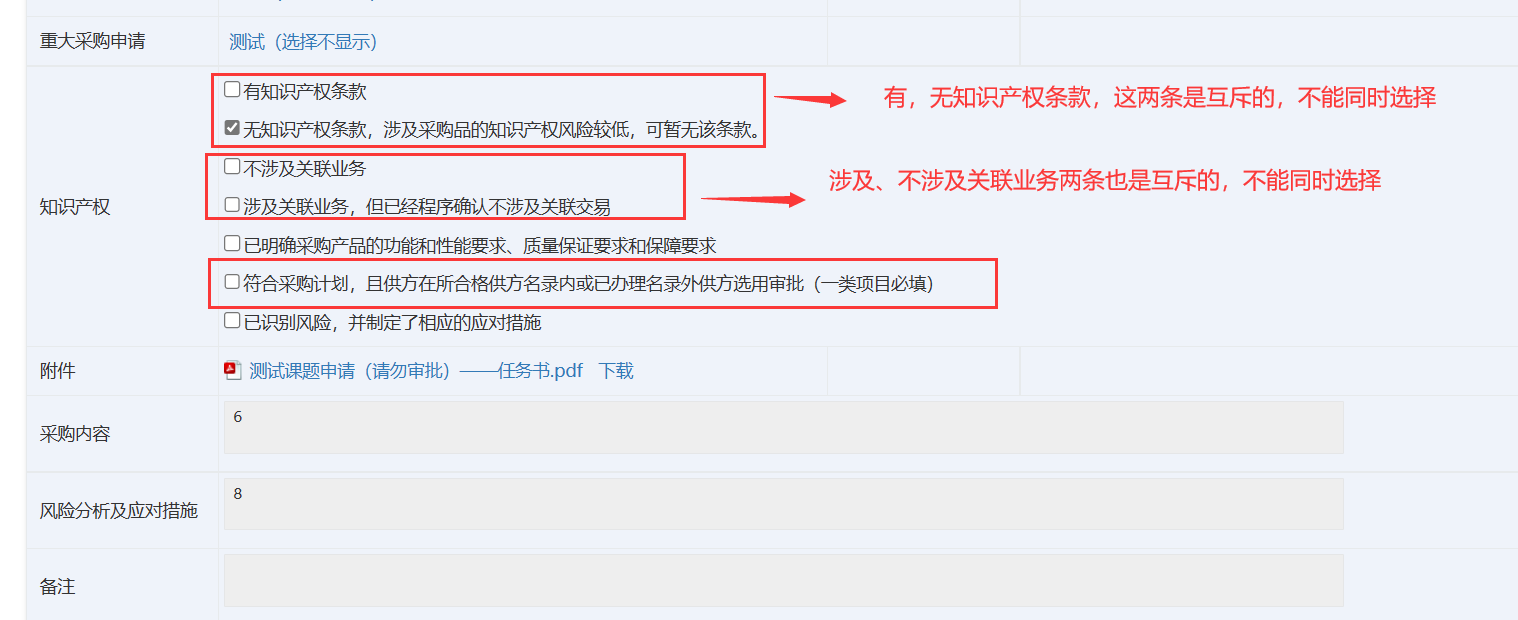 重大采购申请
测试（选择不显示）
有知识产权条款
有，无知识产权条款，这两条是互斥的，不能同时选择
无知识产权条款，涉及采购品的知识产权风险较低，可暂无该条款。
不涉及关联业务
涉及、不涉及关联业务两条也是互斥的，不能同时选择
知识产权
涉及关联业务，但已经程序确认不涉及关联交易
已明确采购产品的功能和性能要求、质量保证要求和保障要求
符合采购计划，且供方在所合格供方名录内或已办理名录外供方选用审批（一类项目必填）
已识别风险，并制定了相应的应对措施
附件
测试课题申请（请勿审批）——任务书.pdf 下载
采购内容
6
风险分析及应对措施
8
备注